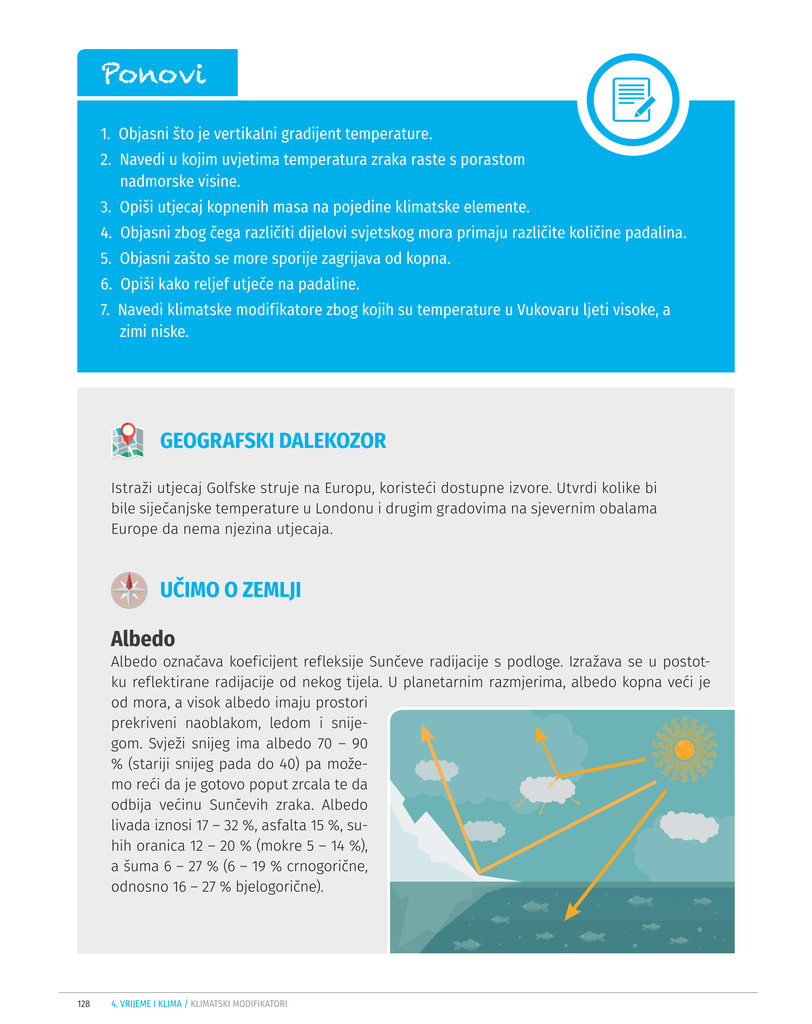 Ponovi
1. Objasni što je vertikalni gradijent temperature.
2. Navedi u kojim uvjetima temperatura zraka raste s porastom
nadmorske visine.
3. Opiši utjecaj kopnenih masa na pojedine klimatske elemente.
4. Objasni zbog čega različiti dijelovi svjetskog mora primaju različite količine padalina.
5. Objasni zašto se more sporije zagrijava od kopna.
6. Opiši kako reljef utječe na padaline.
7. Navedi klimatske modifikatore zbog kojih su temperature u Vukovaru ljeti visoke, a
zimi niske.
GEOGRAFSKI DALEKOZOR
Istraži utjecaj Golfske struje na Europu, koristeći dostupne izvore. Utvrdi kolike bi
bile siječanjske temperature u Londonu i drugim gradovima na sjevernim obalama
Europe da nema njezina utjecaja.
UČIMO O ZEMLJI
Albedo
Albedo označava koeficijent refleksije Sunčeve radijacije s podloge. Izražava se u postot-
ku reflektirane radijacije od nekog tijela. U planetarnim razmjerima, albedo kopna veći je
od mora, a visok albedo imaju prostori
prekriveni naoblakom, ledom i snije-
gom. Svježi snijeg ima albedo 70 – 90
% (stariji snijeg pada do 40) pa može-
mo reći da je gotovo poput zrcala te da
odbija većinu Sunčevih zraka. Albedo
livada iznosi 17 – 32 %, asfalta 15 %, su-
hih oranica 12 – 20 % (mokre 5 – 14 %),
a šuma 6 – 27 % (6 – 19 % crnogorične,
odnosno 16 – 27 % bjelogorične).
128 4. VRIJEME I KLIMA / KLIMATSKI MODIFIKATORI